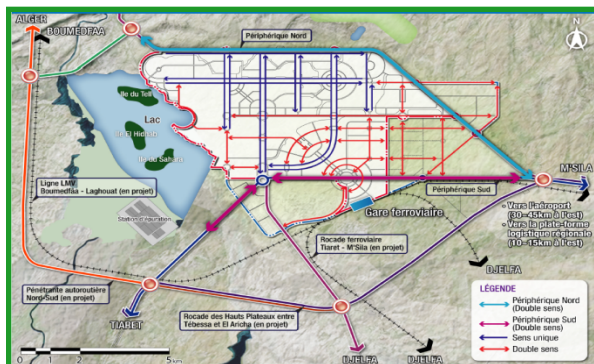 ALGER
BOUMEDFAA
Périphérique Nord
N
Ile du Tell
Lac
Ile El Hidhab
Ile du Sahara
Station d'épuration
Ligne LMV
Boumedfaa - Laghouat (en projet)
Périphérique Sud
M'SILA
- Vers l'aéroport
(30-45km à l'est)
- Vers la plate-forme
logistique régionale
(10-15km à l'est)
Gare ferroviaire
Rocade ferroviaire
Tiaret - M'Sila (en projet)
DJELFA
Pénétrante autoroutière
Nord-Sud (en projet)
TIARET
Rocade des Hauts Plateaux entre
Tébessa et El Aricha (en projet)
DJELFA
DJELFA
0
5km
LÉGENDE
Périphérique Nord
(Double sens)
Périphérique Sud
(Double sens)
Sens unique
Double sens